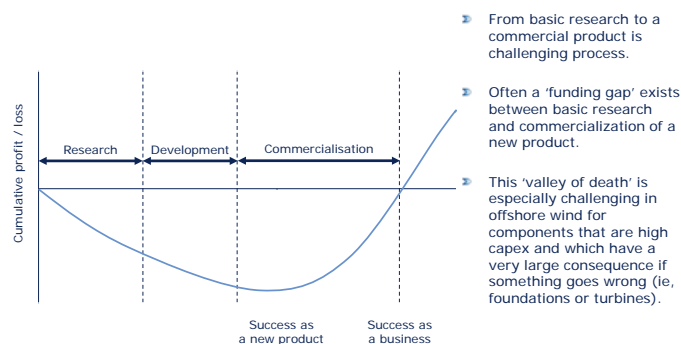 Cumulative profit / loss
Research
Development
Commercialisation
Success as
a new product
Success as
a business
From basic research to a
commercial product is
challenging process.
Often a ‘funding gap’ exists
between basic research
and commercialization of a
new product.
This ‘valley of death’ is
especially challenging in
offshore wind for
components that are high
capex and which have a
very large consequence if
something goes wrong (ie,
foundations or turbines).